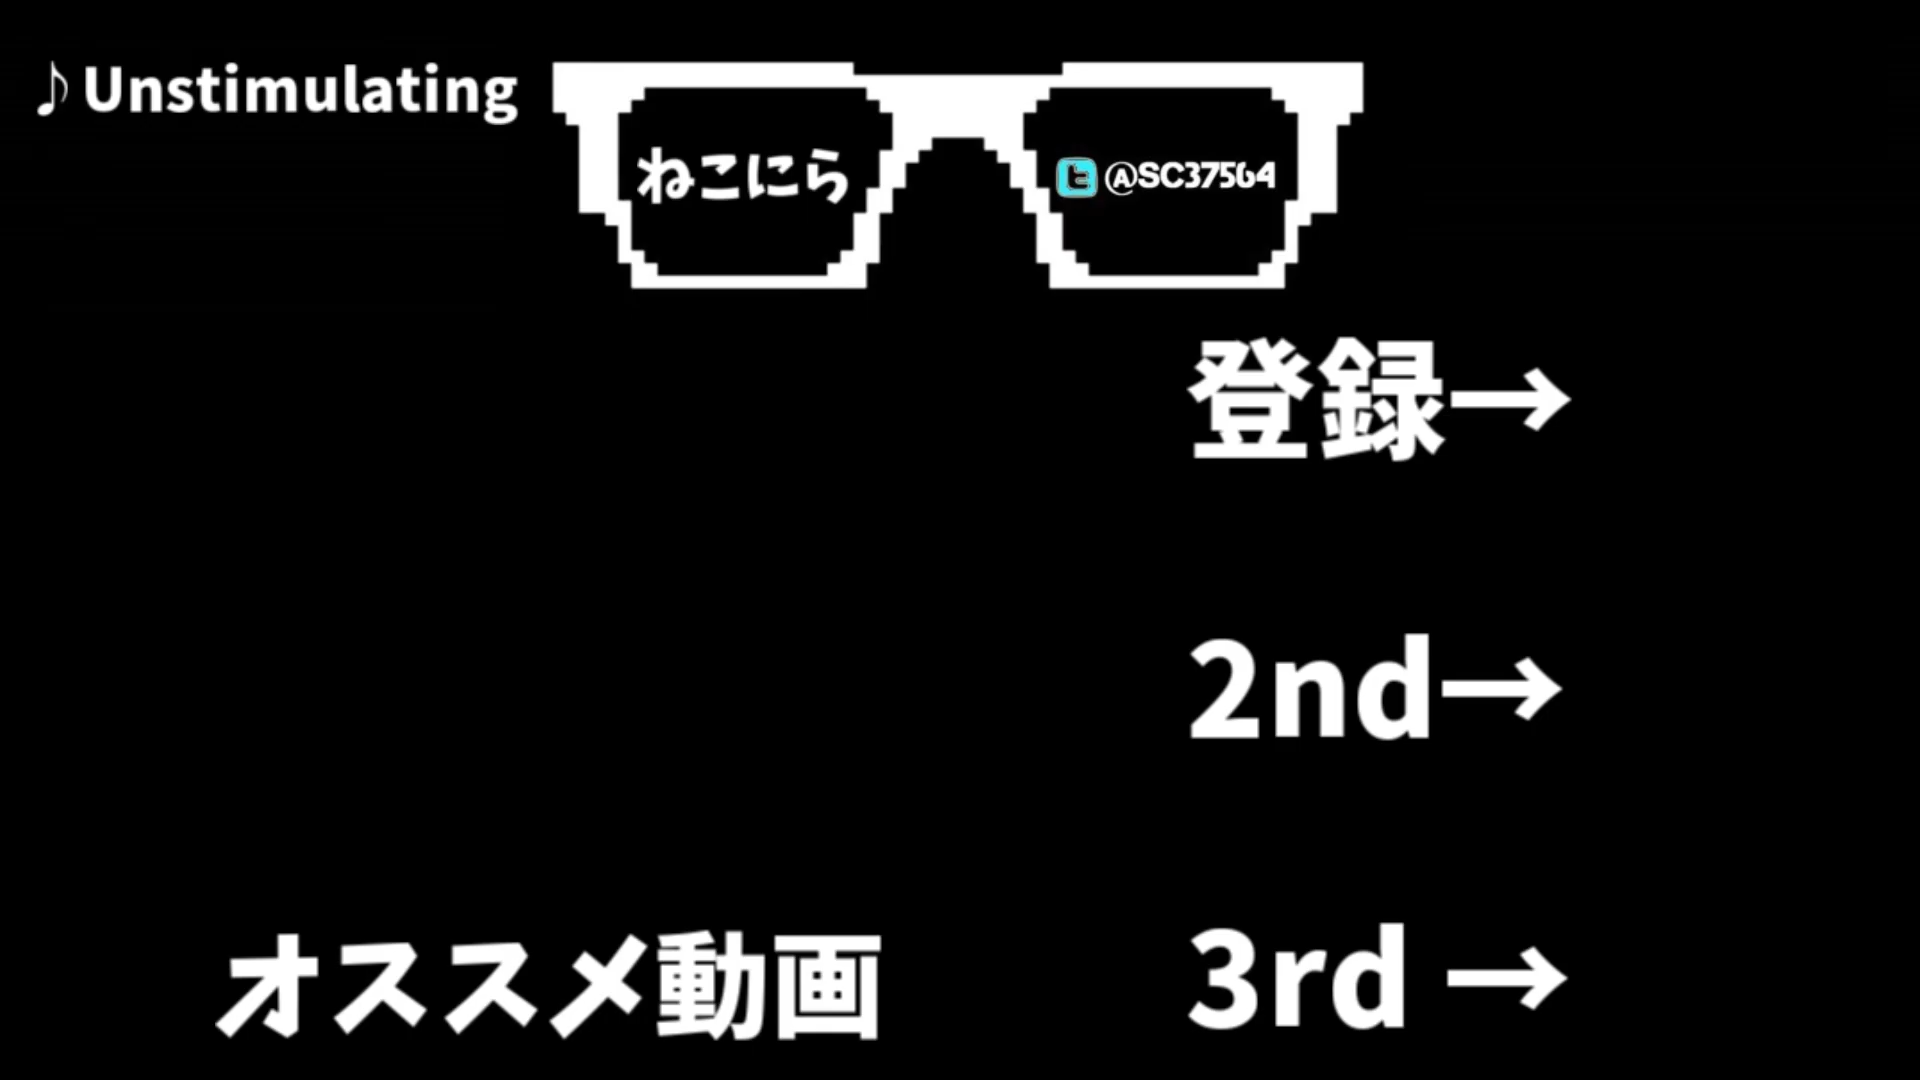 ♪Unstimulating
ねこにら
@SC37564
登録→
2nd→
オススメ動画
3rd →